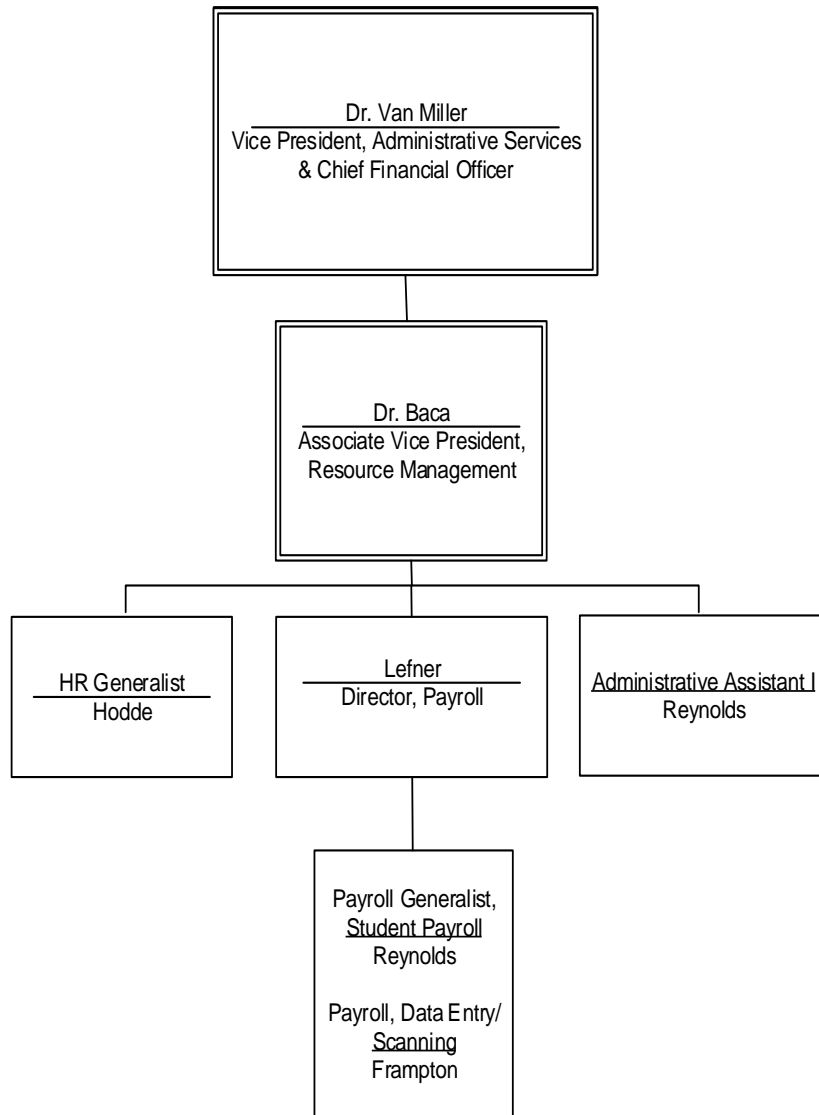 Dr. Van Miller
Vice President, Administrative Services
& Chief Financial Officer
Dr. Baca
Associate Vice President,
Resource Management
HR Generalist
Hodde
Lefner
Director, Payroll
Administrative Assistant I
Reynolds
Payroll Generalist,
Student Payroll
Reynolds
Payroll, Data Entry/
Scanning
Frampton